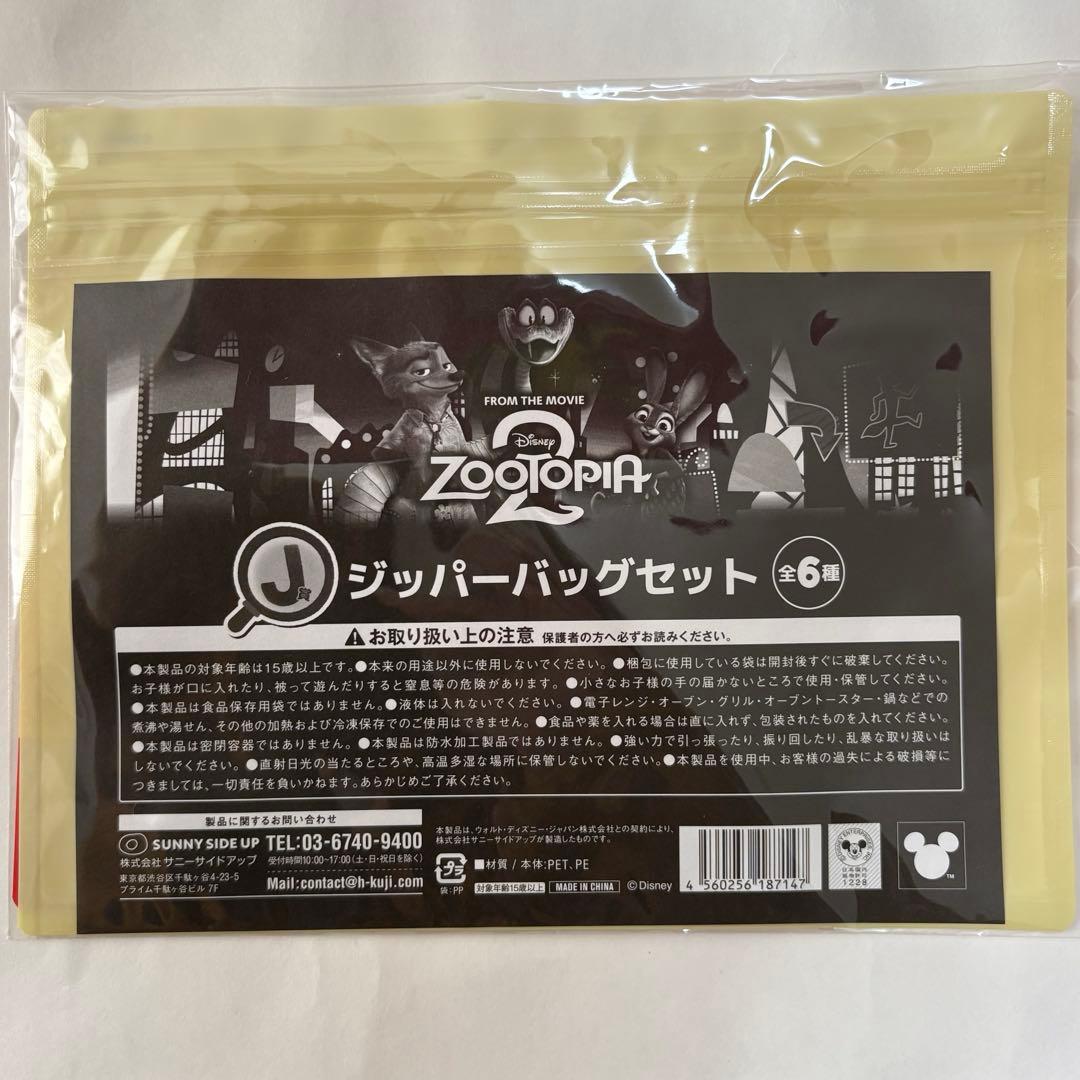 FROM THE MOVIE
Disney
ZOOTOPIA
2
J賞
ジッパーバッグセット
全6種
お取り扱い上の注意 保護者の方へ必ずお読みください。
●本製品の対象年齢は15歳以上です。●本来の用途以外に使用しないでください。●梱包に使用している袋は開封後すぐに破棄してください。
お子様が口に入れたり、被って遊んだりすると窒息等の危険があります。●小さなお子様の手の届かないところで使用・保管してください。
●本製品は食品保存用袋ではありません。●液体は入れないでください。●電子レンジ・オーブン・グリル・オーブントースター・鍋などでの
煮沸や湯せん、その他の加熱および冷凍保存でのご使用はできません。●食品や薬を入れる場合は直に入れず、包装されたものを入れてください。
●本製品は密閉容器ではありません。●本製品は防水加工製品ではありません。●強い力で引っ張ったり、振り回したり、乱暴な取り扱いは
しないでください。●直射日光の当たるところや、高温多湿な場所に保管しないでください。●本製品を使用中、お客様の過失による破損等に
つきましては、一切責任を負いかねます。あらかじめご了承ください。
製品に関するお問い合わせ
SUNNY SIDE UP
株式会社 サニーサイドアップ
東京都渋谷区千駄ヶ谷4-23-5
プライム千駄ヶ谷ビル 7F
TEL:03-6740-9400
受付時間10:00~17:00(土・日・祝日を除く)
Mail:contact@h-kuji.com
本製品は、ウォルト・ディズニー・ジャパン株式会社との契約により、
株式会社サニーサイドアップが製造したものです。
プラ
袋:PP
■材質 / 本体:PET、PE
対象年齢15歳以上
MADE IN CHINA
©Disney
4 560256 187147
日本国内
1228
TM